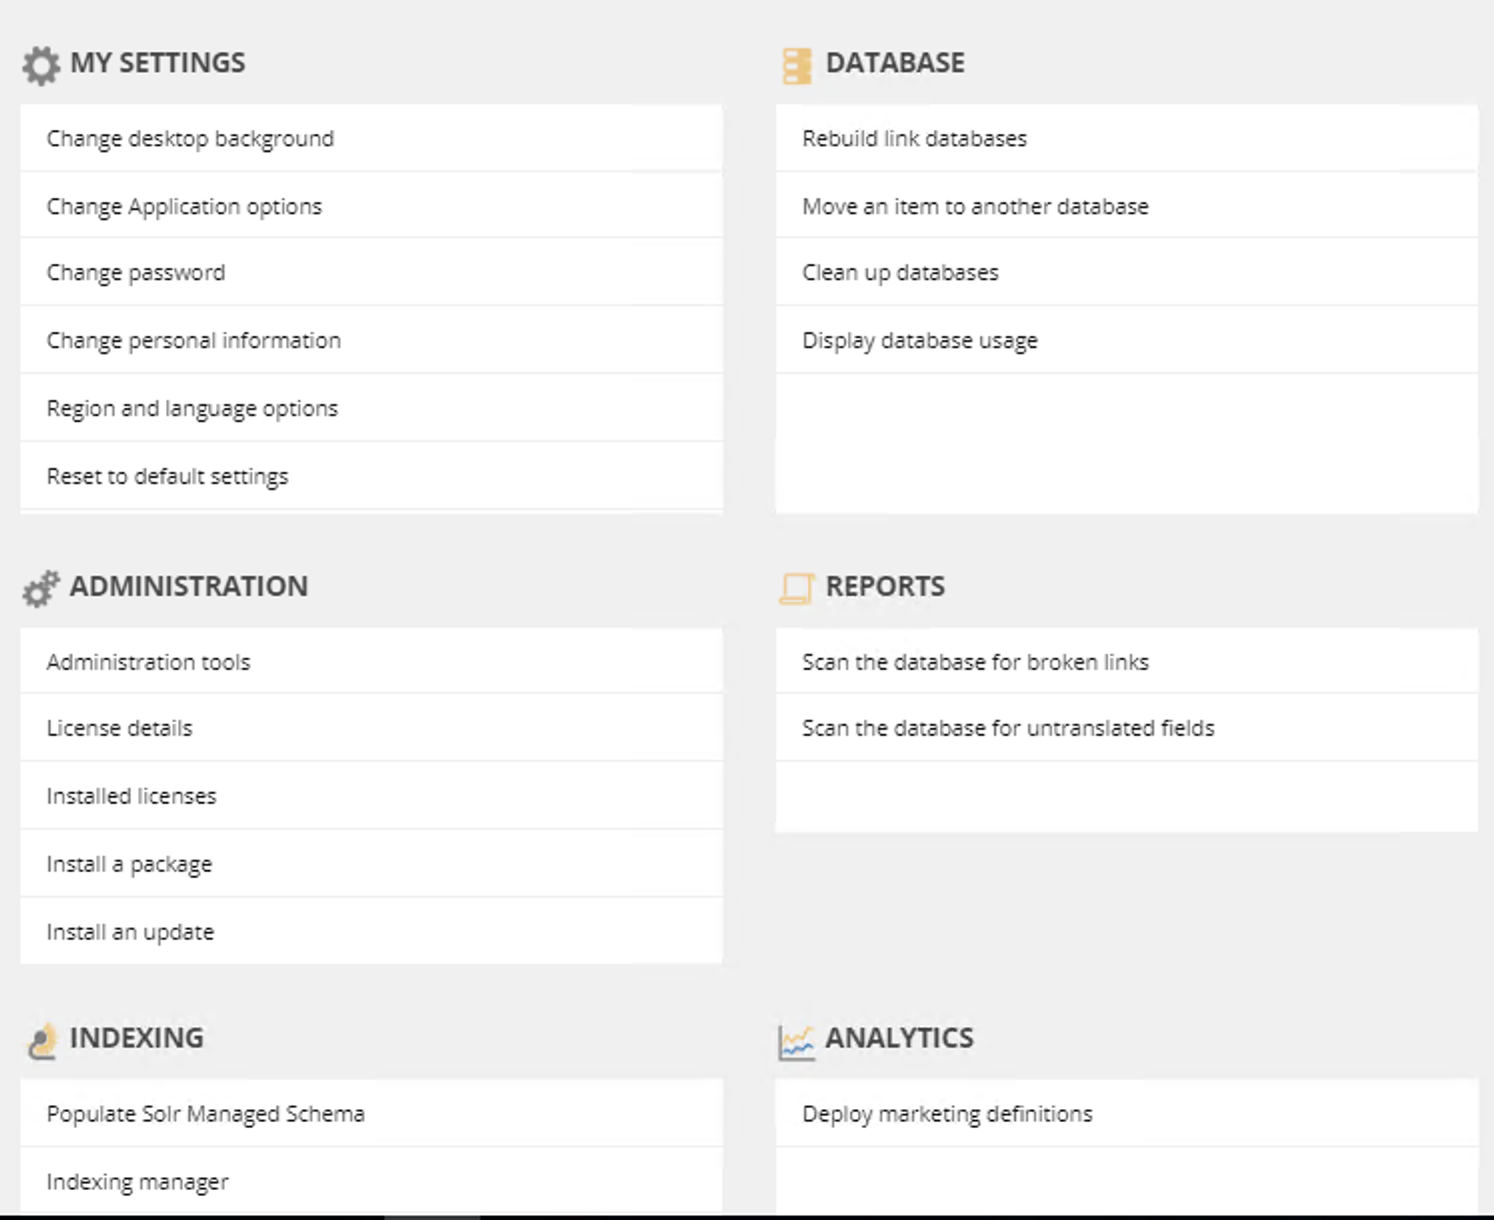 MY SETTINGS
Change desktop background
Change Application options
Change password
Change personal information
Region and language options
Reset to default settings
DATABASE
Rebuild link databases
Move an item to another database
Clean up databases
Display database usage
ADMINISTRATION
Administration tools
License details
Installed licenses
Install a package
Install an update
REPORTS
Scan the database for broken links
Scan the database for untranslated fields
INDEXING
Populate Solr Managed Schema
Indexing manager
ANALYTICS
Deploy marketing definitions